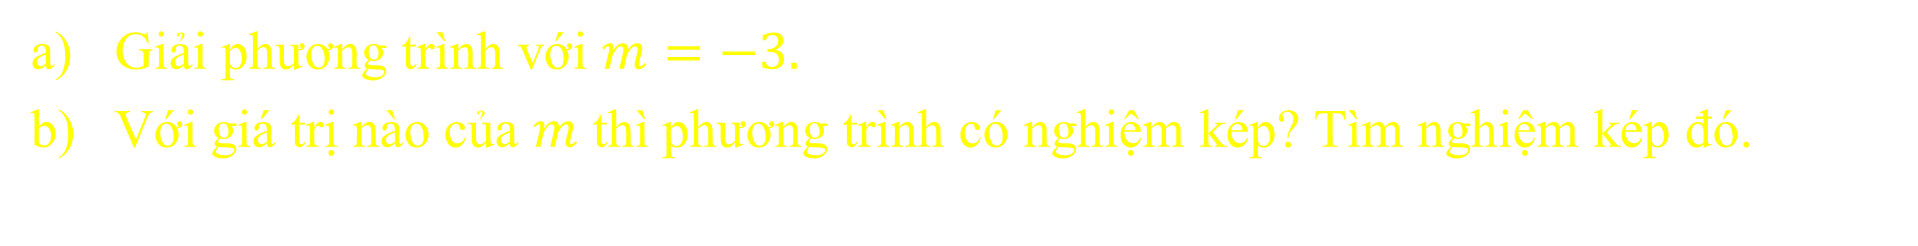 a) Giải phương trình với m = −3.
b) Với giá trị nào của m thì phương trình có nghiệm kép? Tìm nghiệm kép đó.